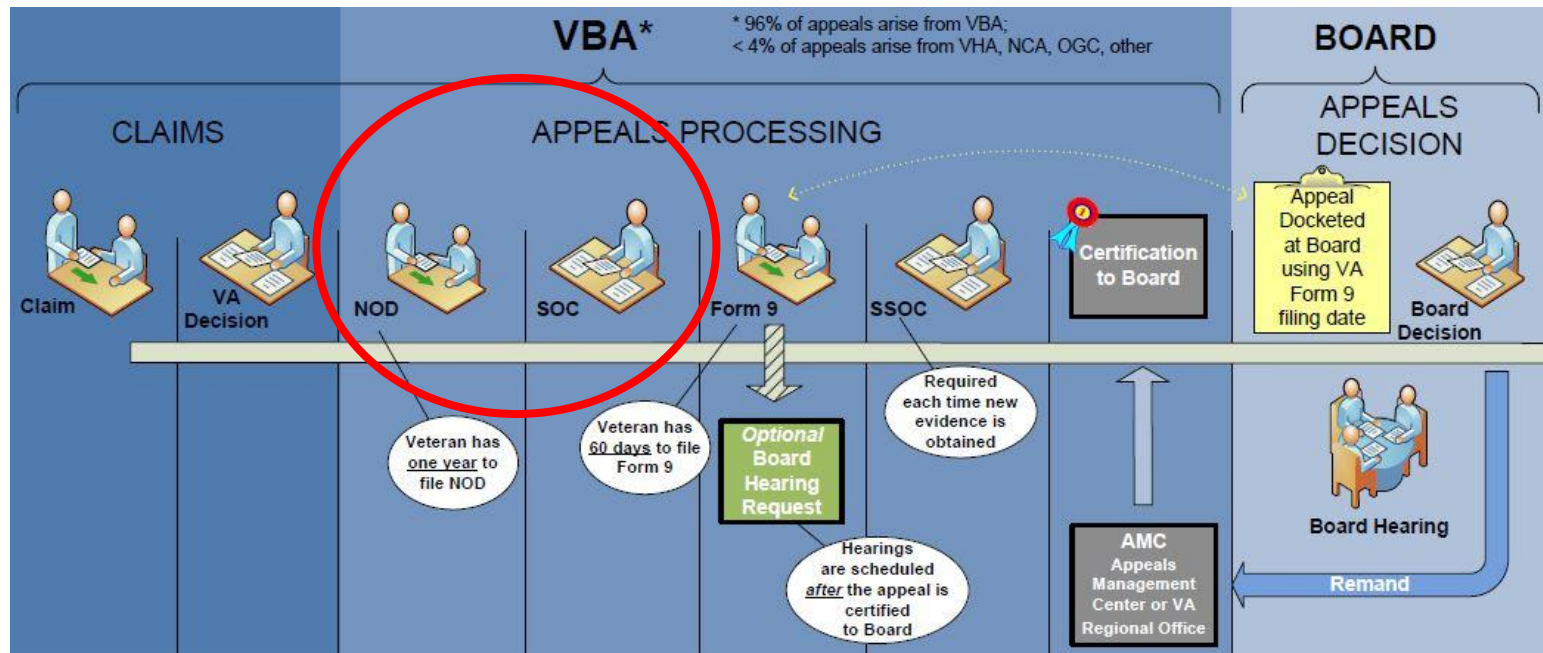 VBA*
* 96% of appeals arise from VBA;
< 4% of appeals arise from VHA, NCA, OGC, other
BOARD
CLAIMS
APPEALS PROCESSING
APPEALS
DECISION
Claim
VA
Decision
NOD
SOC
Form 9
SSOC
Certification
to Board
Appeal
Docketed
at Board
using VA
Form 9
filing date
Board
Decision
Veteran has
one year to
file NOD
Veteran has
60 days to file
Form 9
Optional
Board
Hearing
Request
Required
each time new
evidence is
obtained
Hearings
are scheduled
after the appeal is
certified
to Board
AMC
Appeals
Management
Center or VA
Regional Office
Board Hearing
Remand